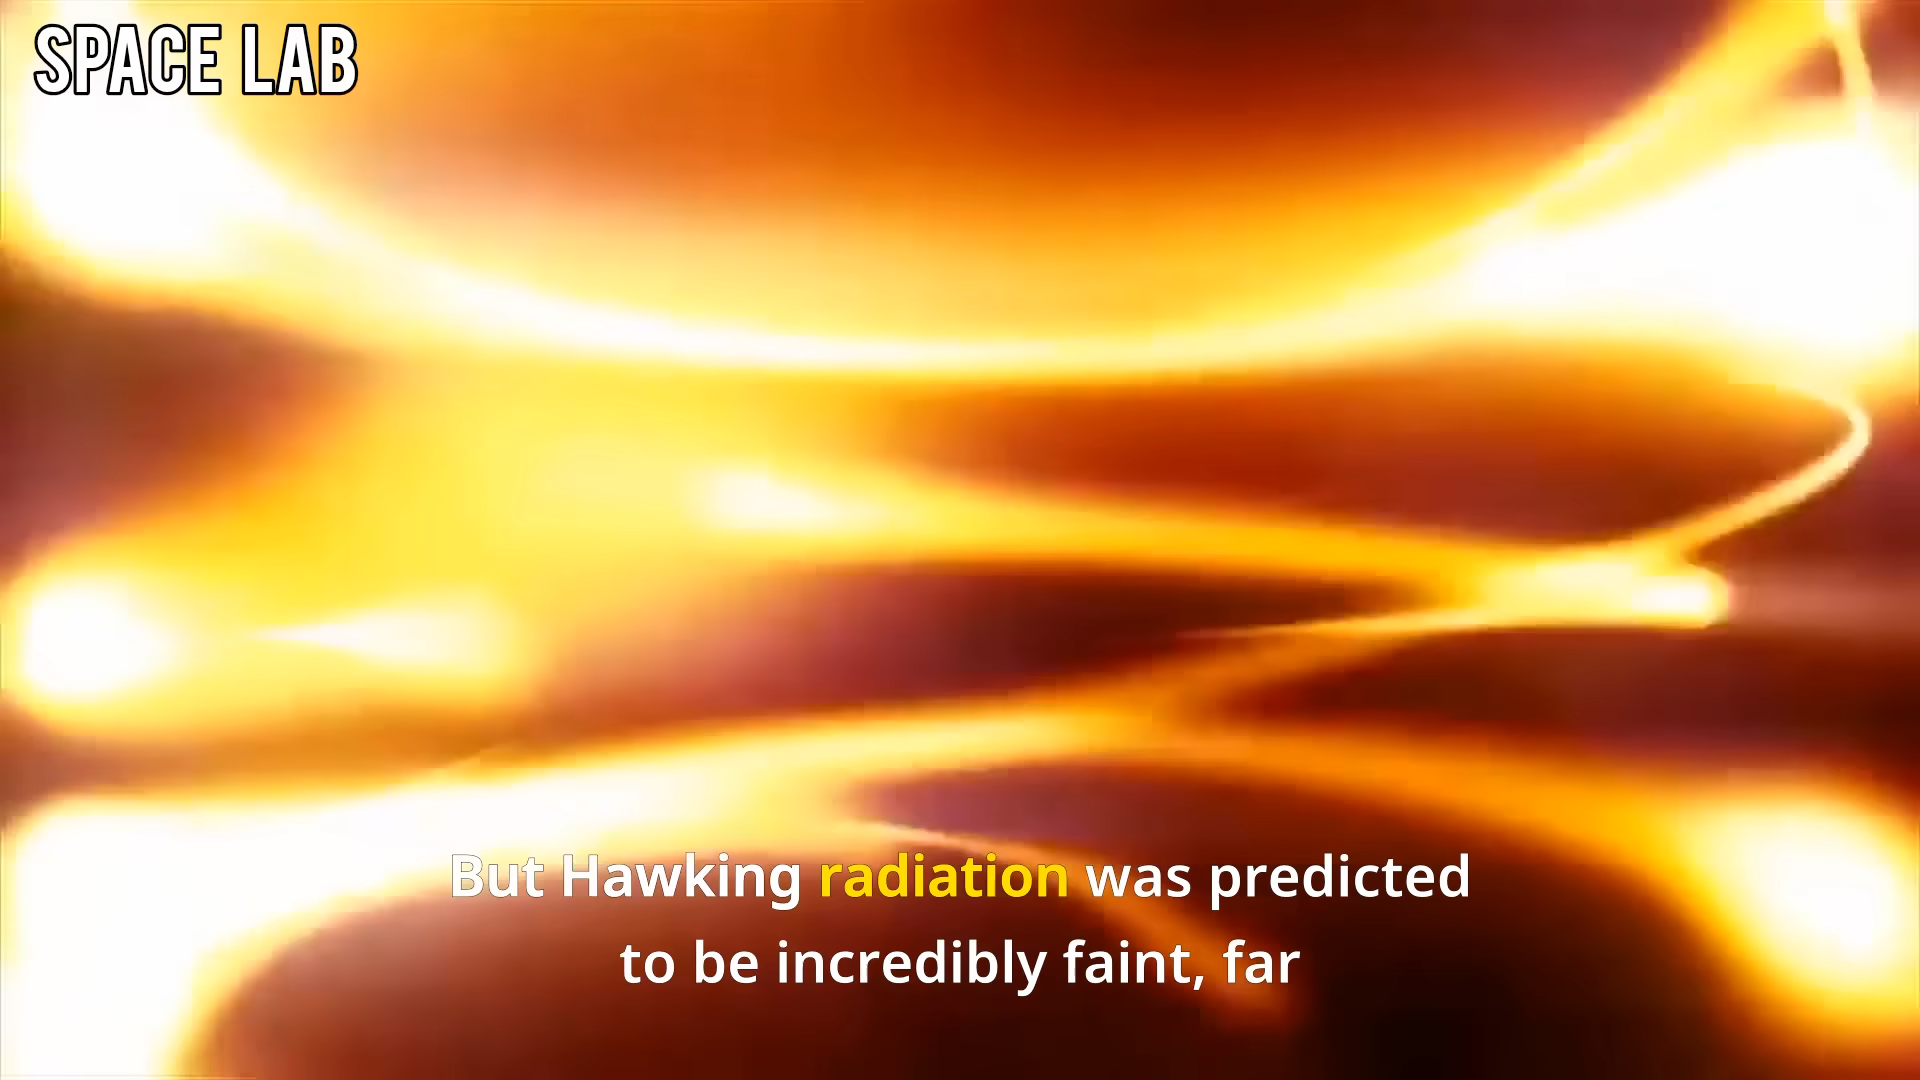 SPACE LAB
But Hawking radiation was predicted
to be incredibly faint, far